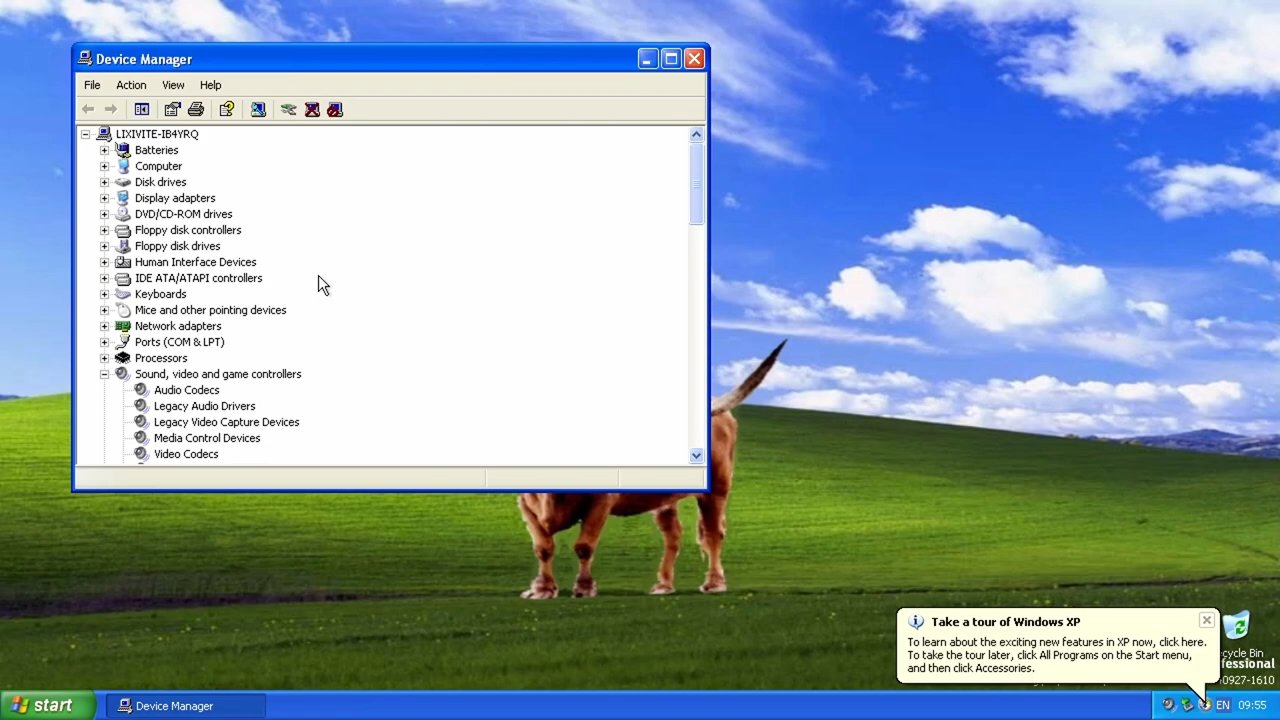 Device Manager
File Action View Help
LIXIVITE-IB4YRQ
Batteries
Computer
Disk drives
Display adapters
DVD/CD-ROM drives
Floppy disk controllers
Floppy disk drives
Human Interface Devices
IDE ATA/ATAPI controllers
Keyboards
Mice and other pointing devices
Network adapters
Ports (COM & LPT)
Processors
Sound, video and game controllers
Audio Codecs
Legacy Audio Drivers
Legacy Video Capture Devices
Media Control Devices
Video Codecs
Take a tour of Windows XP
To learn about the exciting new features in XP now, click here.
To take the tour later, click All Programs on the Start menu,
and then click Accessories.
cycle Bin
fessional
0927-1610
start
Device Manager
EN 09:55